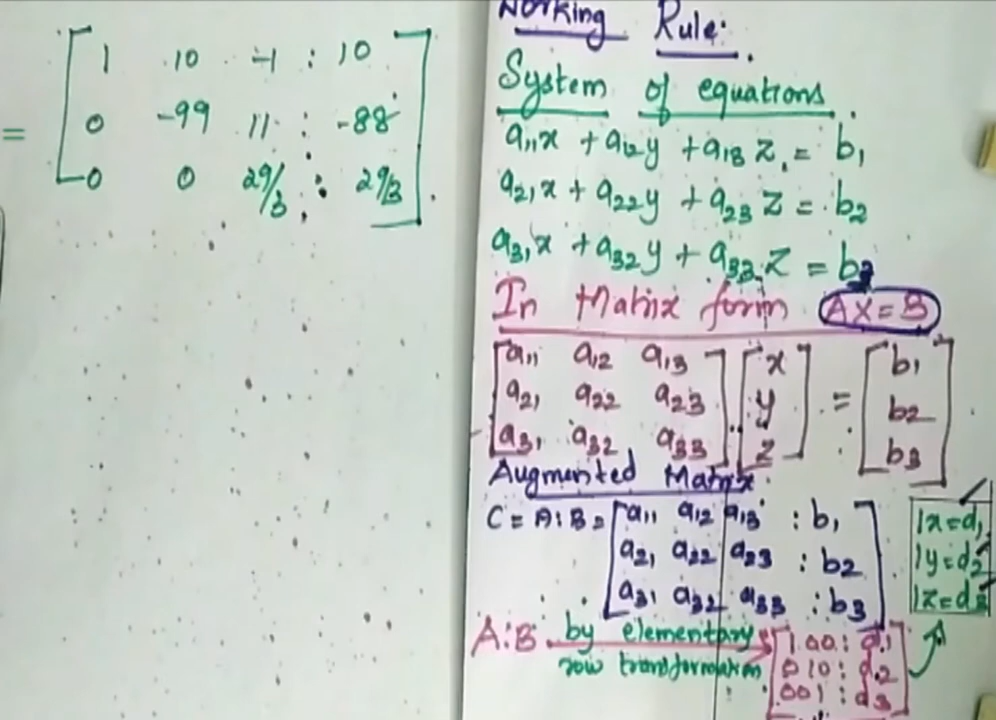 1 10 -1 : 10
= 0 -99 11 : -88
0 0 29/3 : 29/3
Working Rule:
System of equations
a11x + a12y + a13 z = b1
a21x + a22y + a23 z = b2
a31x + a32y + a33 z = b3
In Matrix form AX=B
a11 a12 a13 x b1
a21 a22 a23 y = b2
a31 a32 a33 z b3
Augmented Matrix
C = A:B = a11 a12 a13 : b1
a21 a22 a23 : b2
a31 a32 a33 : b3
1x=d1
1y=d2
1z=d3
A:B by elementary
row transformation
1 0 0 : d1
0 1 0 : d2
0 0 1 : d3